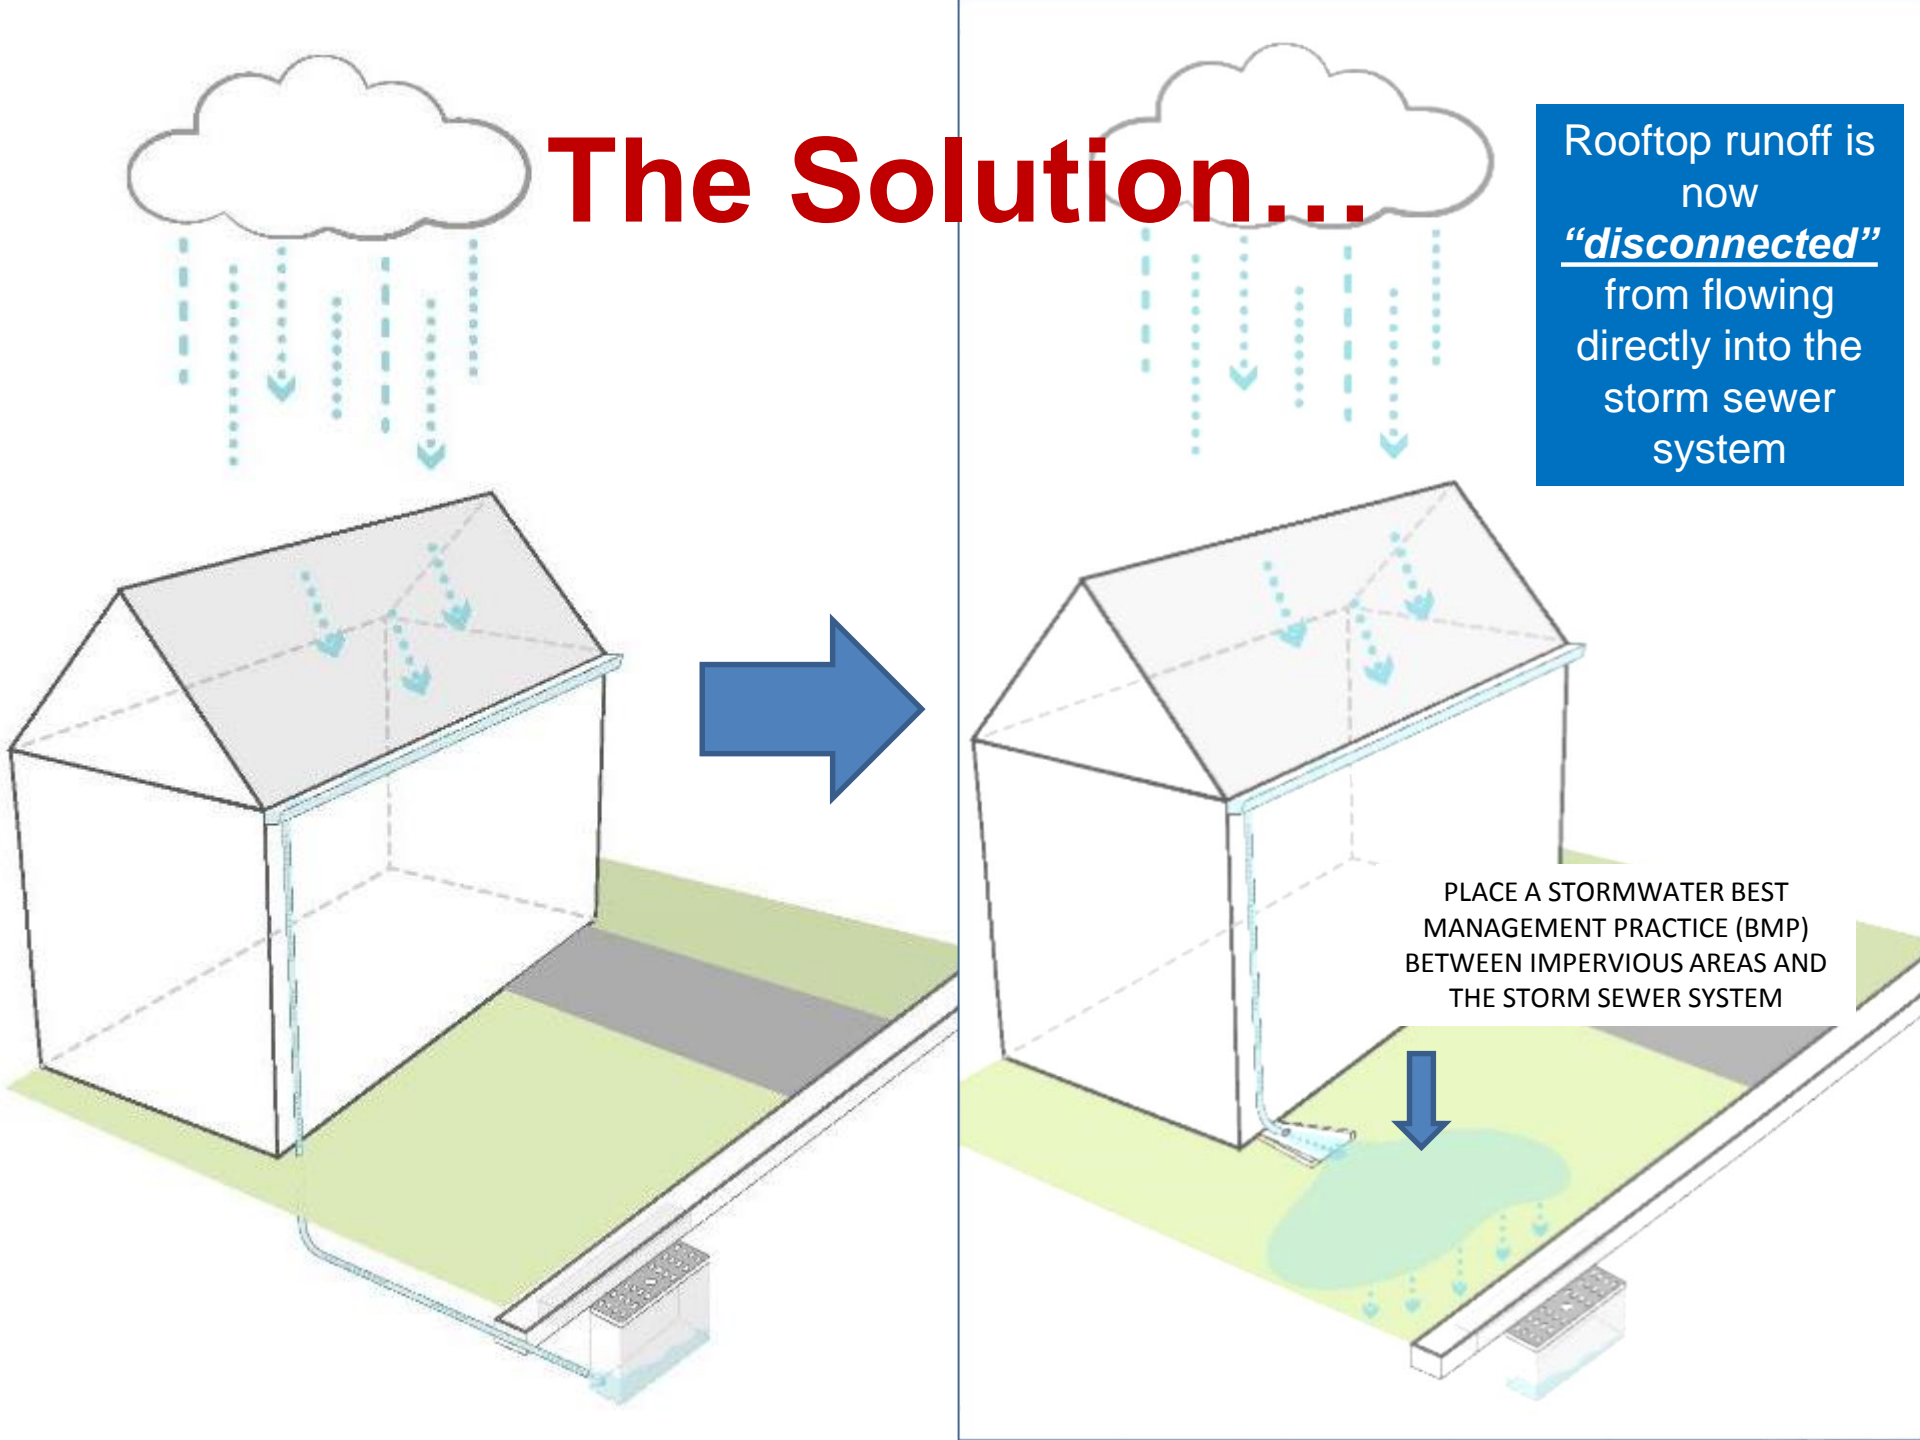 The Solution...
Rooftop runoff is
now
“disconnected”
from flowing
directly into the
storm sewer
system
PLACE A STORMWATER BEST
MANAGEMENT PRACTICE (BMP)
BETWEEN IMPERVIOUS AREAS AND
THE STORM SEWER SYSTEM